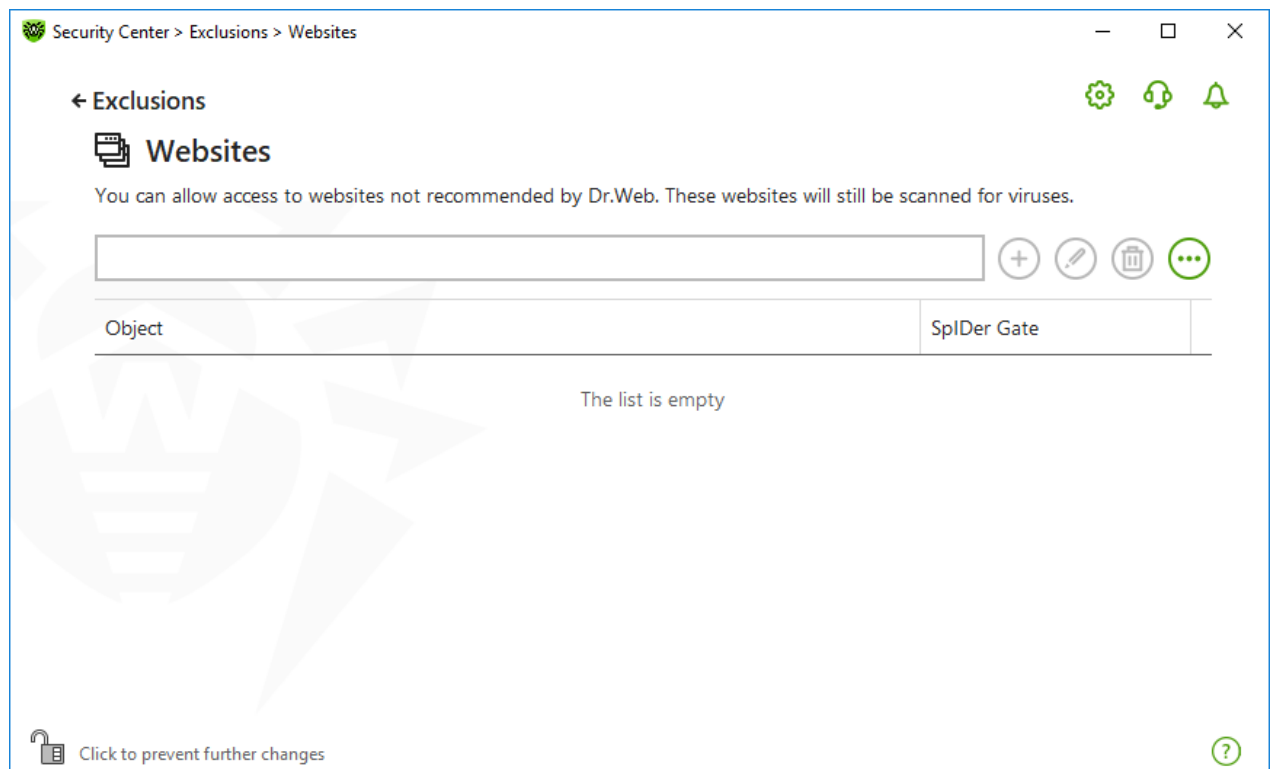 Security Center > Exclusions > Websites
Exclusions
Websites
You can allow access to websites not recommended by Dr.Web. These websites will still be scanned for viruses.
Object SpIDer Gate
The list is empty
Click to prevent further changes
?